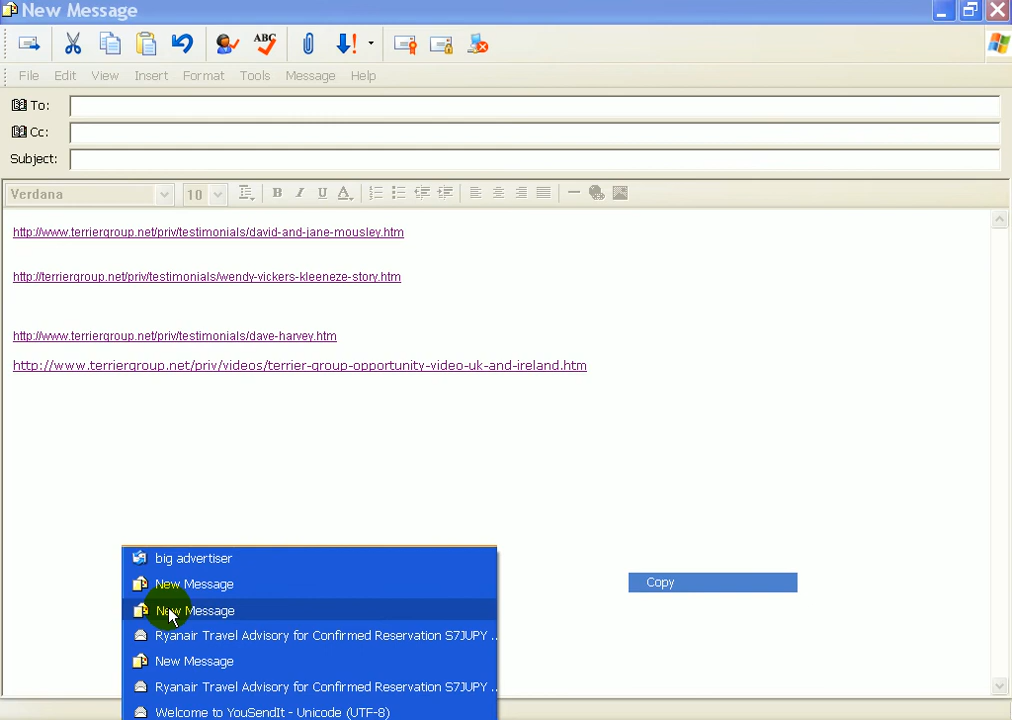 New Message
ABC
File Edit View Insert Format Tools Message Help
To:
Cc:
Subject:
Verdana 10 B I U A
http://www.terriergroup.net/priv/testimonials/david-and-jane-mousley.htm
http://terriergroup.net/priv/testimonials/wendy-vickers-kleeneze-story.htm
http://www.terriergroup.net/priv/testimonials/dave-harvey.htm
http://www.terriergroup.net/priv/videos/terrier-group-opportunity-video-uk-and-ireland.htm
big advertiser
New Message
Copy
New Message
Ryanair Travel Advisory for Confirmed Reservation S7JUPY ..
New Message
Ryanair Travel Advisory for Confirmed Reservation S7JUPY ..
Welcome to YouSendIt - Unicode (UTF-8)